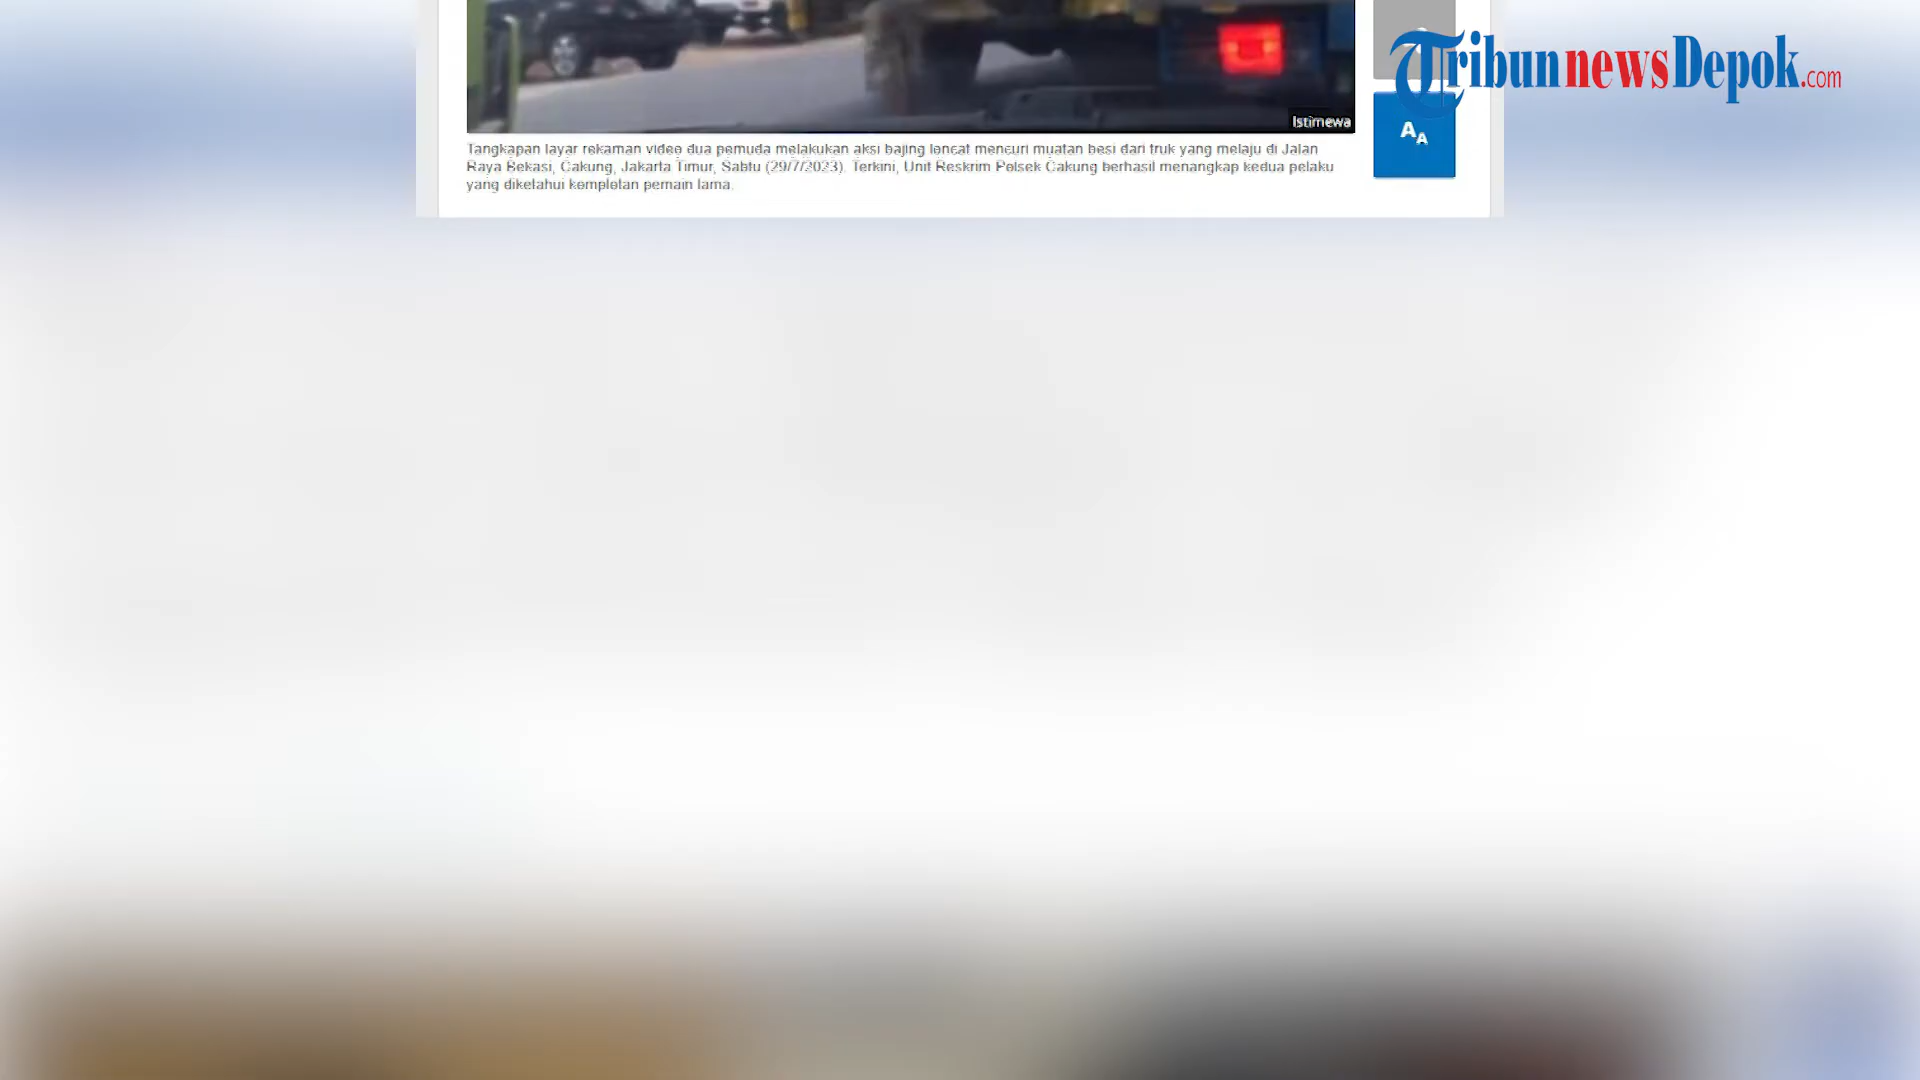 TribunnewsDepok.com
Istimewa
AA
Tangkapan layar rekaman video dua pemuda melakukan aksi bajing loncat mencuri muatan besi dari truk yang melaju di Jalan
Raya Bekasi, Cakung, Jakarta Timur, Sabtu (29/7/2023). Terkini, Unit Reskrim Polsek Cakung berhasil menangkap kedua pelaku
yang diketahui komplotan pemain lama.